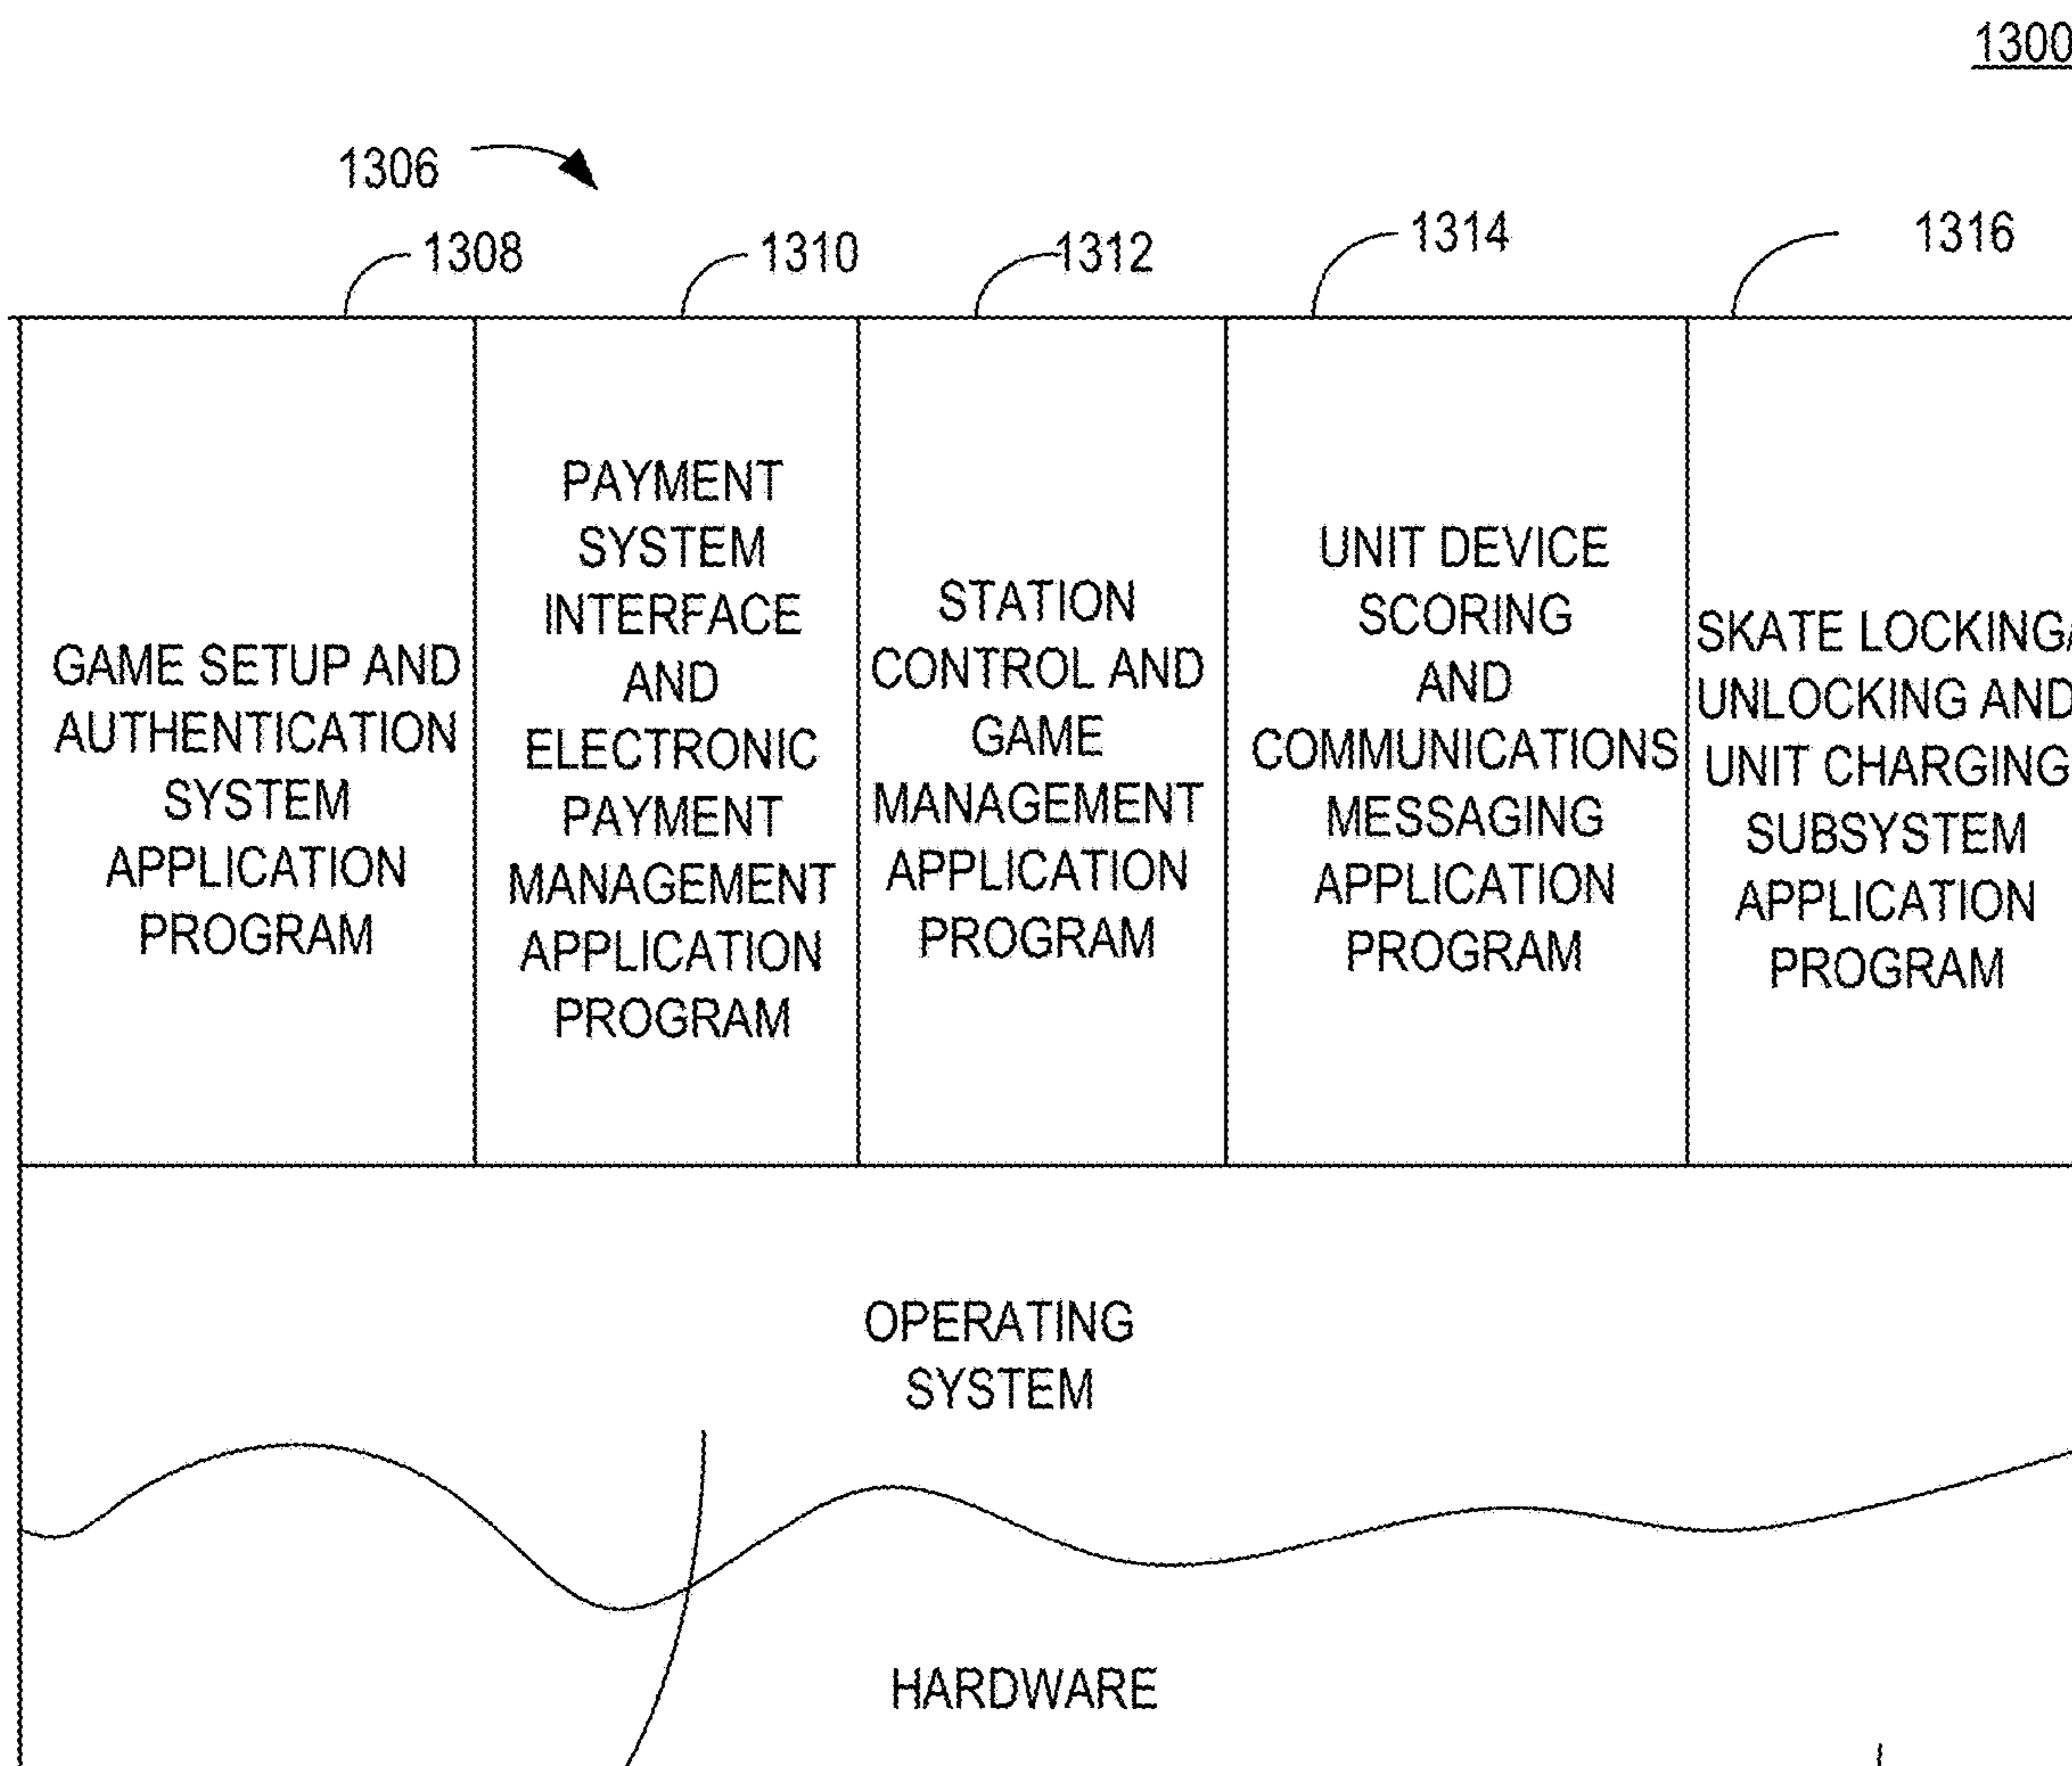 1300
1306
1308
1310
1312
1314
1316
GAME SETUP AND
AUTHENTICATION
SYSTEM
APPLICATION
PROGRAM
PAYMENT
SYSTEM
INTERFACE
AND
ELECTRONIC
PAYMENT
MANAGEMENT
APPLICATION
PROGRAM
STATION
CONTROL AND
GAME
MANAGEMENT
APPLICATION
PROGRAM
UNIT DEVICE
SCORING
AND
COMMUNICATIONS
MESSAGING
APPLICATION
PROGRAM
SKATE LOCKING/
UNLOCKING AND
UNIT CHARGING
SUBSYSTEM
APPLICATION
PROGRAM
OPERATING
SYSTEM
HARDWARE